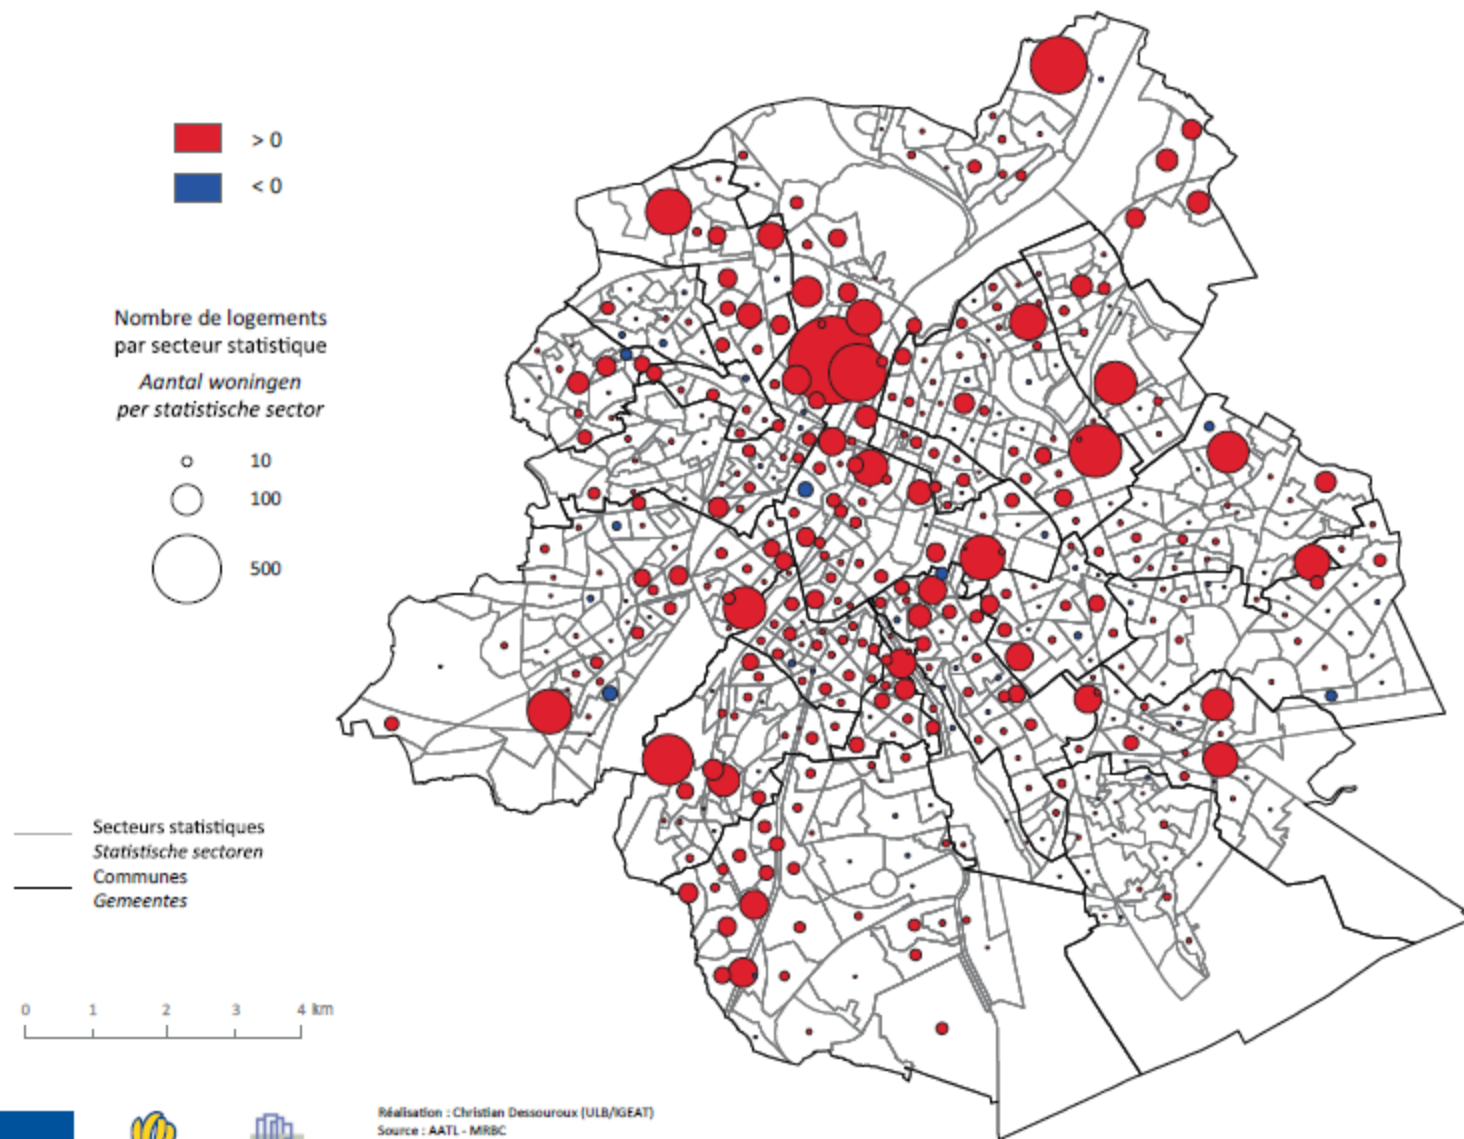 > 0
< 0
Nombre de logements
par secteur statistique
Aantal woningen
per statistische sector
10
100
500
Secteurs statistiques
Statistische sectoren
Communes
Gemeentes
0 1 2 3 4 km
Réalisation : Christian Dessouroux (ULB/IGEAT)
Source : AATL - MRBC